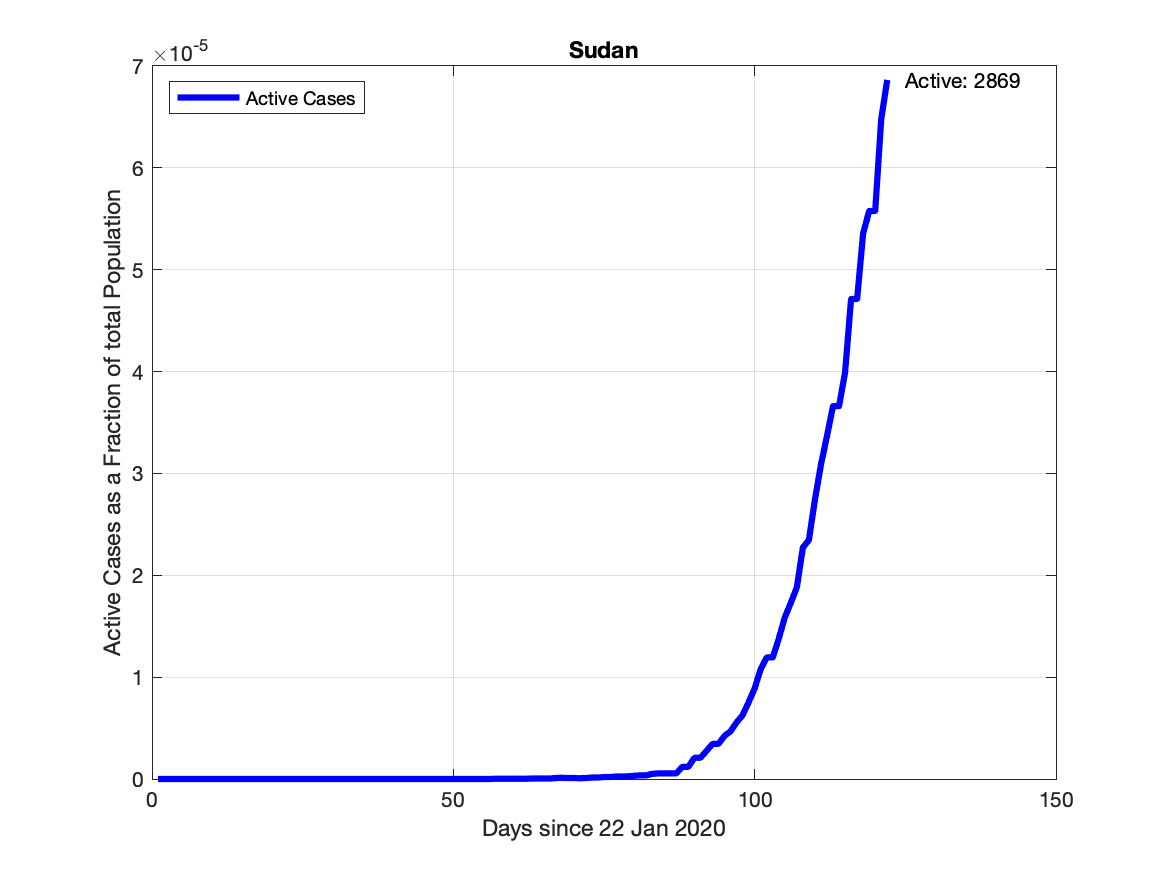 Sudan
×10-5
Active Cases
Active: 2869
7
6
5
4
3
2
1
0
Active Cases as a Fraction of total Population
0 50 100 150
Days since 22 Jan 2020